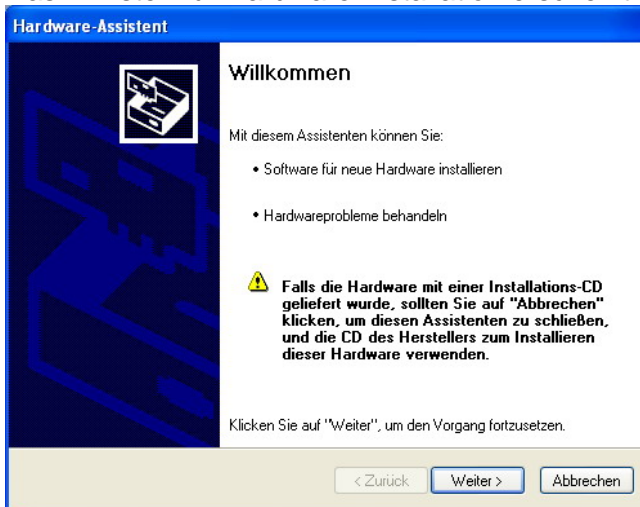 Hardware-Assistent
Willkommen
Mit diesem Assistenten können Sie:
• Software für neue Hardware installieren
• Hardwareprobleme behandeln
Falls die Hardware mit einer Installations-CD
geliefert wurde, sollten Sie auf "Abbrechen"
klicken, um diesen Assistenten zu schließen,
und die CD des Herstellers zum Installieren
dieser Hardware verwenden.
Klicken Sie auf "Weiter", um den Vorgang fortzusetzen.
< Zurück Weiter > Abbrechen